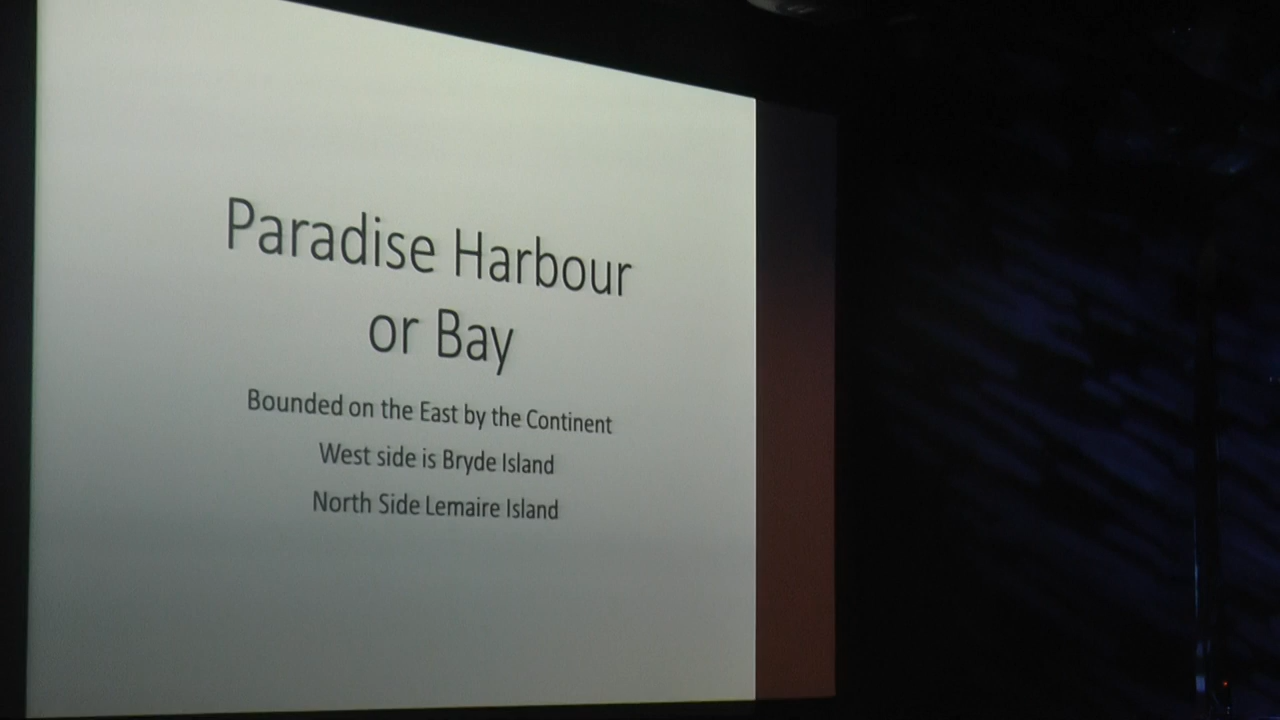 Paradise Harbour
or Bay
Bounded on the East by the Continent
West side is Bryde Island
North Side Lemaire Island